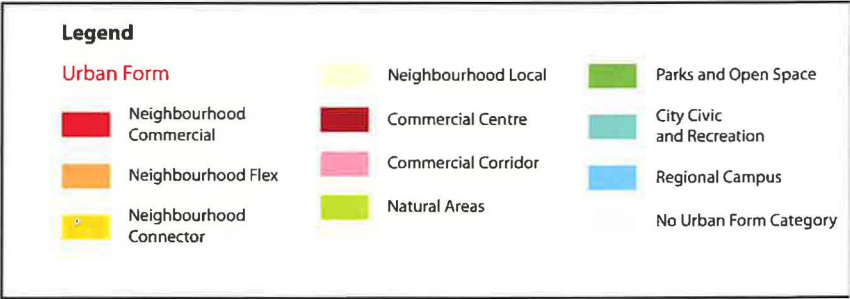 Legend
Urban Form
Neighbourhood
Commercial
Neighbourhood Flex
Neighbourhood
Connector
Neighbourhood Local
Commercial Centre
Commercial Corridor
Natural Areas
Parks and Open Space
City Civic
and Recreation
Regional Campus
No Urban Form Category